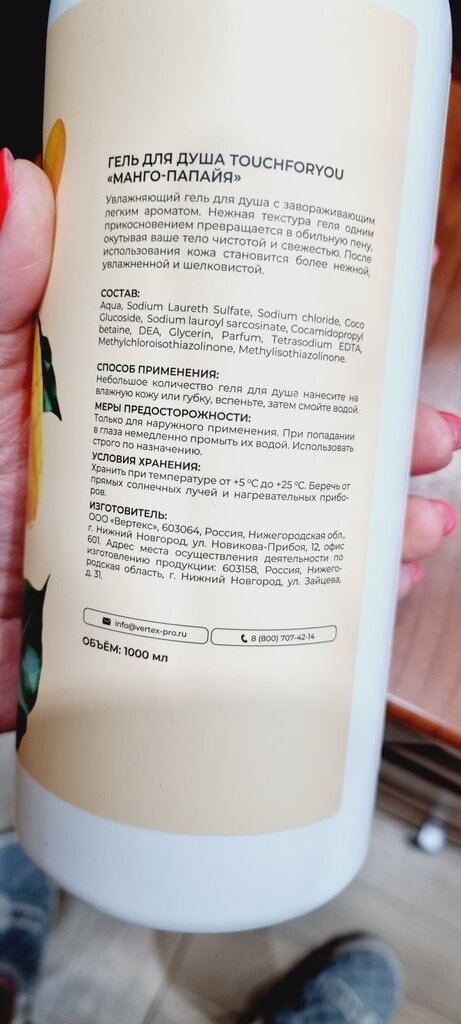 ГЕЛЬ ДЛЯ ДУША TOUCHFORYOU
«МАНГО-ПАПАЙЯ»
Увлажняющий гель для душа с завораживающим
легким ароматом. Нежная текстура геля одним
прикосновением превращается в обильную пену,
окутывая ваше тело чистотой и свежестью. После
использования кожа становится более нежной,
увлажненной и шелковистой.
СОСТАВ:
Aqua, Sodium Laureth Sulfate, Sodium chloride, Coco
Glucoside, Sodium lauroyl sarcosinate, Cocamidopropyl
betaine, DEA, Glycerin, Parfum, Tetrasodium EDTA,
Methylchloroisothiazolinone, Methylisothiazolinone.
СПОСОБ ПРИМЕНЕНИЯ:
Небольшое количество геля для душа нанесите на
влажную кожу или губку, вспеньте, затем смойте водой.
МЕРЫ ПРЕДОСТОРОЖНОСТИ:
Только для наружного применения. При попадании
в глаза немедленно промыть их водой. Использовать
строго по назначению.
УСЛОВИЯ ХРАНЕНИЯ:
Хранить при температуре от +5 °C до +25 °C. Беречь от
прямых солнечных лучей и нагревательных прибо-
ров.
ИЗГОТОВИТЕЛЬ:
ООО «Вертекс», 603064, Россия, Нижегородская обл.,
г. Нижний Новгород, ул. Новикова-Прибоя, 12, офис
601. Адрес места осуществления деятельности по
изготовлению продукции: 603158, Россия, Нижего-
родская область, г. Нижний Новгород, ул. Зайцева,
д. 31.
info@vertex-pro.ru 8 (800) 707-42-14
ОБЪЁМ: 1000 мл